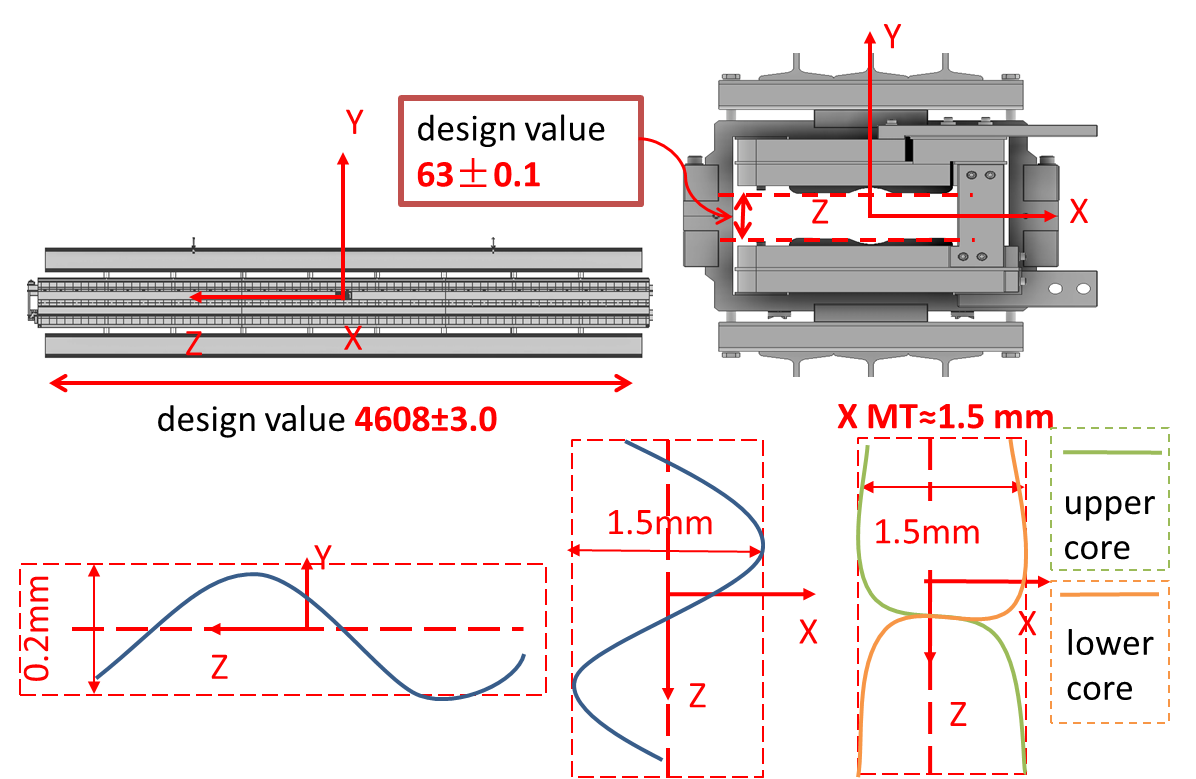 Y
Y
design value
63±0.1
Z
X
Z
X
design value 4608±3.0
X MT≈1.5 mm
upper
core
1.5mm
1.5mm
Y
0.2mm
X
X
Z
lower
core
Z
Z